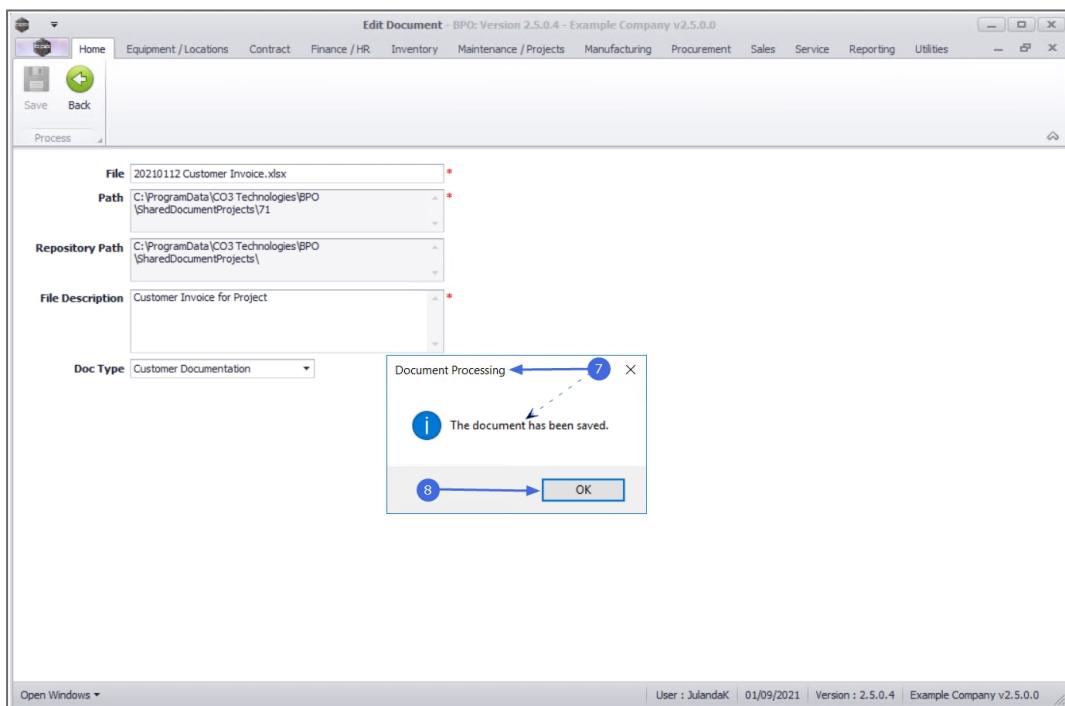 Edit Document - BPO: Version 2.5.0.4 - Example Company v2.5.0.0
Home Equipment / Locations Contract Finance / HR Inventory Maintenance / Projects Manufacturing Procurement Sales Service Reporting Utilities
Save Back
Process
File 20210112 Customer Invoice.xlsx *
Path C:\ProgramData\CO3 Technologies\BPO *
\SharedDocumentProjects\71
Repository Path C:\ProgramData\CO3 Technologies\BPO
\SharedDocumentProjects\
File Description Customer Invoice for Project *
Doc Type Customer Documentation
Document Processing 7
The document has been saved.
8 OK
Open Windows User : JulandaK 01/09/2021 Version : 2.5.0.4 Example Company v2.5.0.0